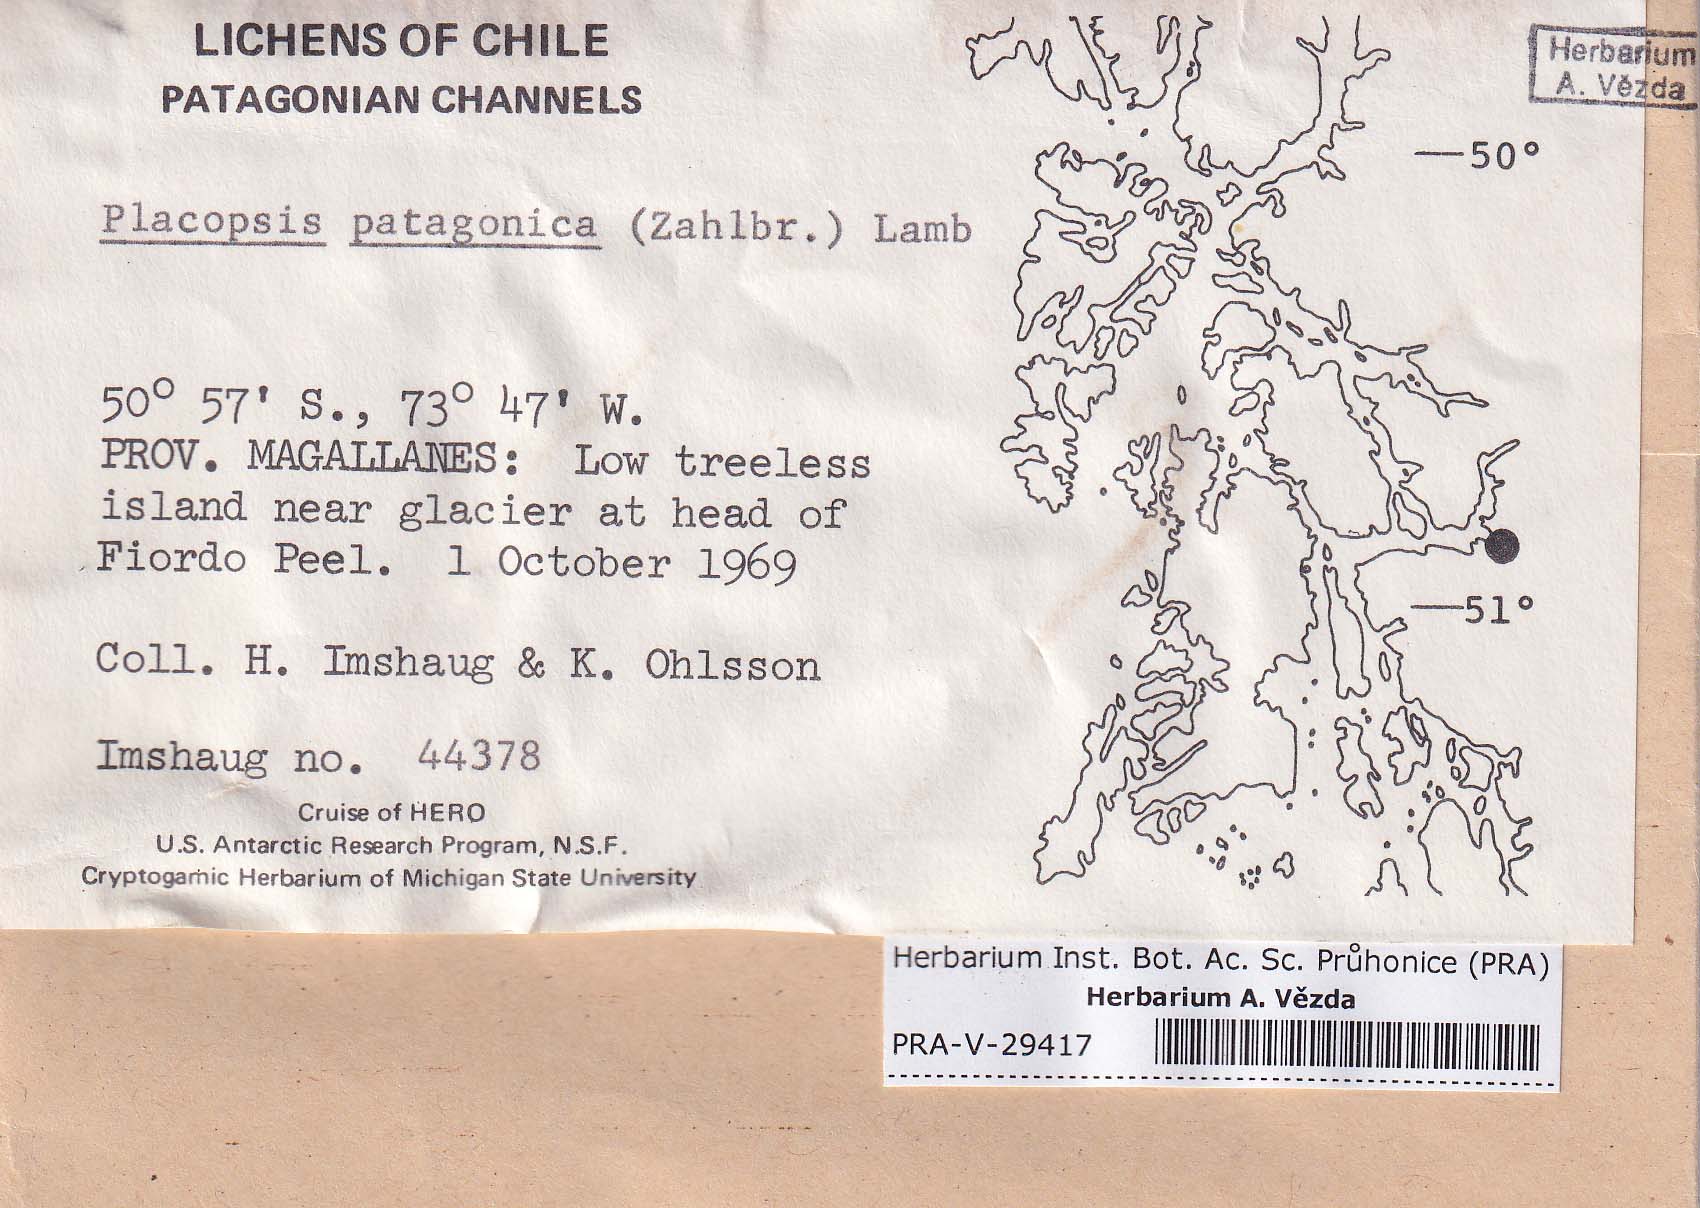 LICHENS OF CHILE
PATAGONIAN CHANNELS
Herbarium
A. Vězda
Placopsis patagonica (Zahlbr.) Lamb
50° 57' S., 73° 47' W.
PROV. MAGALLANES: Low treeless
island near glacier at head of
Fiordo Peel. 1 October 1969
Coll. H. Imshaug & K. Ohlsson
Imshaug no. 44378
Cruise of HERO
U.S. Antarctic Research Program, N.S.F.
Cryptogamic Herbarium of Michigan State University
—50°
—51°
Herbarium Inst. Bot. Ac. Sc. Průhonice (PRA)
Herbarium A. Vězda
PRA-V-29417